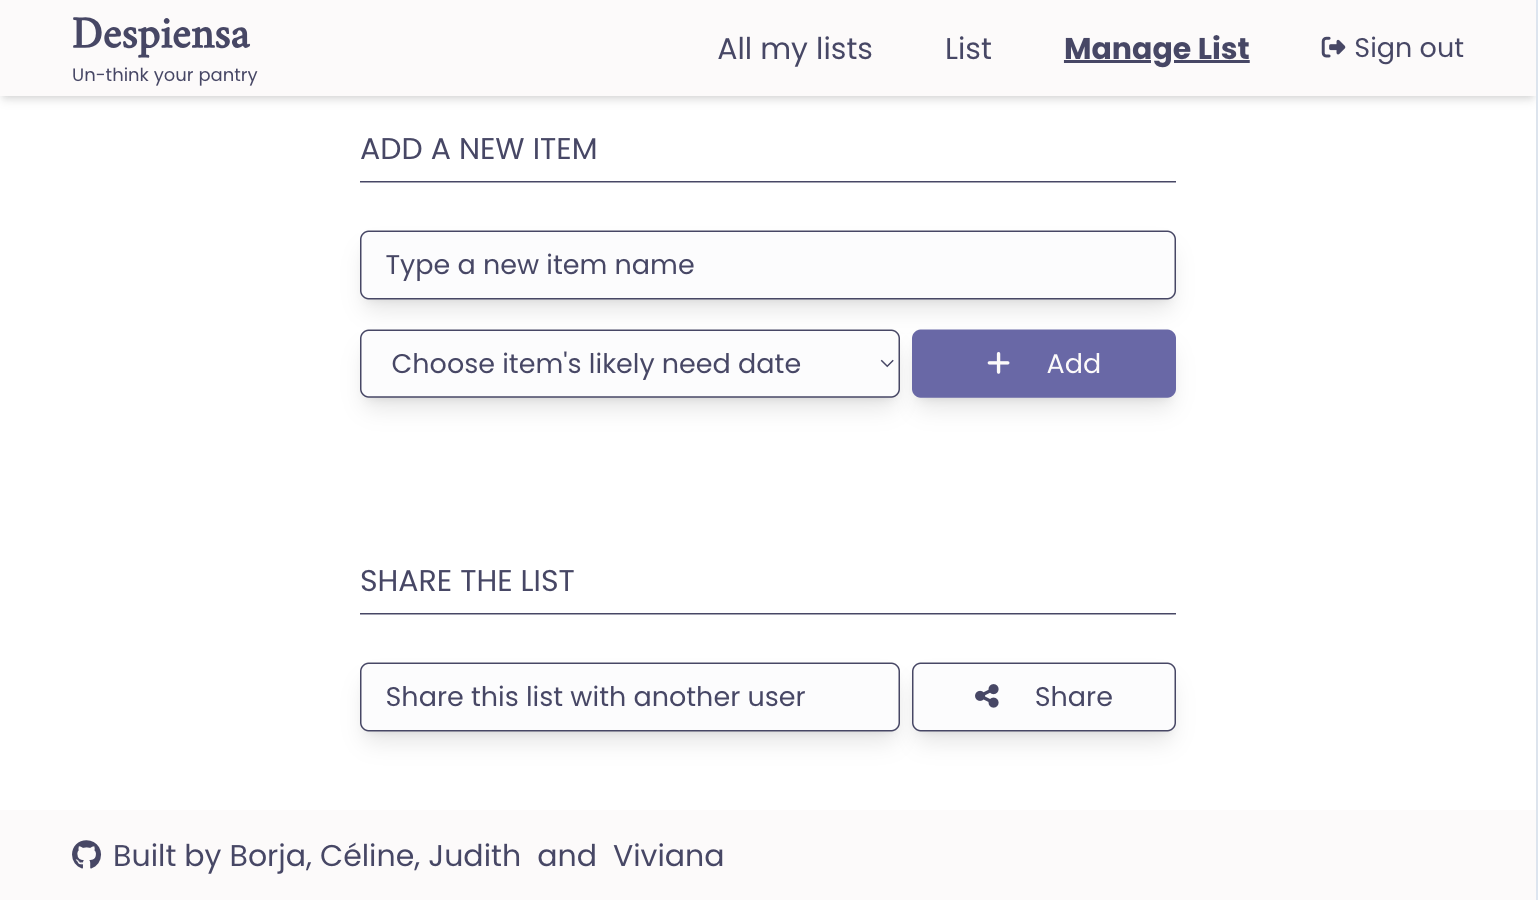 Despiensa
Un-think your pantry
All my lists
List
Manage List
Sign out
ADD A NEW ITEM
Type a new item name
Choose item's likely need date
Add
SHARE THE LIST
Share this list with another user
Share
Built by Borja, Céline, Judith and Viviana